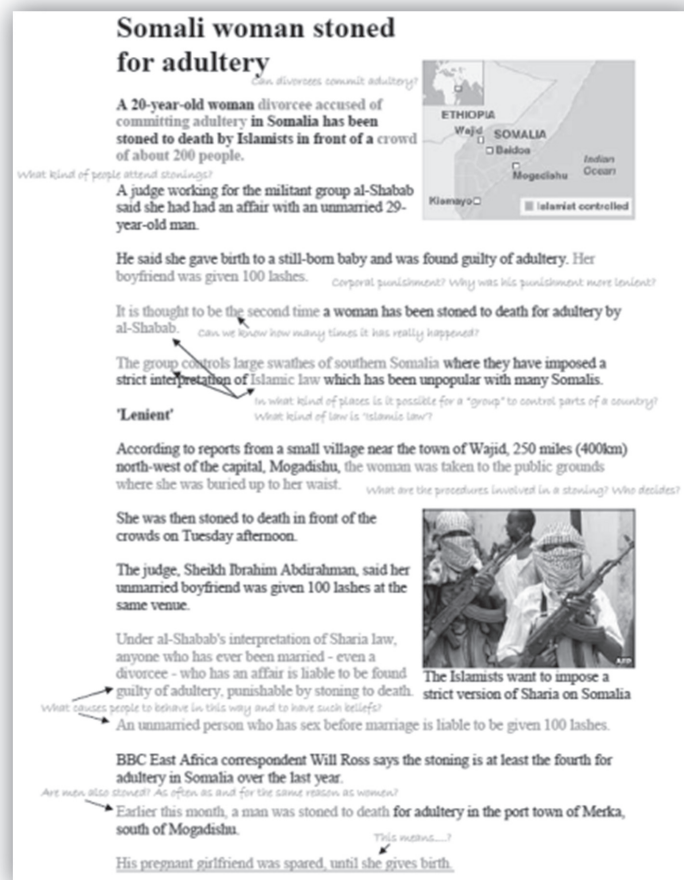 Somali woman stoned
for adultery
Can divorcees commit adultery?
A 20-year-old woman divorcee accused of
committing adultery in Somalia has been
stoned to death by Islamists in front of a crowd
of about 200 people.
ETHIOPIA
Wajid
SOMALIA
Baidoa
Mogadishu
Indian
Ocean
Kismayo
Islamist controlled
What kind of people attend stonings?
A judge working for the militant group al-Shabab
said she had had an affair with an unmarried 29-
year-old man.
He said she gave birth to a still-born baby and was found guilty of adultery. Her
boyfriend was given 100 lashes.
Corporal punishment? Why was his punishment more lenient?
It is thought to be the second time a woman has been stoned to death for adultery by
al-Shabab.
Can we know how many times it has really happened?
The group controls large swathes of southern Somalia where they have imposed a
strict interpretation of Islamic law which has been unpopular with many Somalis.
In what kind of places is it possible for a "group" to control parts of a country?
What kind of law is 'Islamic law'?
'Lenient'
According to reports from a small village near the town of Wajid, 250 miles (400km)
north-west of the capital, Mogadishu, the woman was taken to the public grounds
where she was buried up to her waist.
What are the procedures involved in a stoning? Who decides?
She was then stoned to death in front of the
crowds on Tuesday afternoon.
The judge, Sheikh Ibrahim Abdirahman, said her
unmarried boyfriend was given 100 lashes at the
same venue.
AFP
The Islamists want to impose a
strict version of Sharia on Somalia
Under al-Shabab's interpretation of Sharia law,
anyone who has ever been married - even a
divorcee - who has an affair is liable to be found
guilty of adultery, punishable by stoning to death.
What causes people to behave in this way and to have such beliefs?
An unmarried person who has sex before marriage is liable to be given 100 lashes.
BBC East Africa correspondent Will Ross says the stoning is at least the fourth for
adultery in Somalia over the last year.
Are men also stoned? As often as and for the same reason as women?
Earlier this month, a man was stoned to death for adultery in the port town of Merka,
south of Mogadishu.
This means....?
His pregnant girlfriend was spared, until she gives birth.